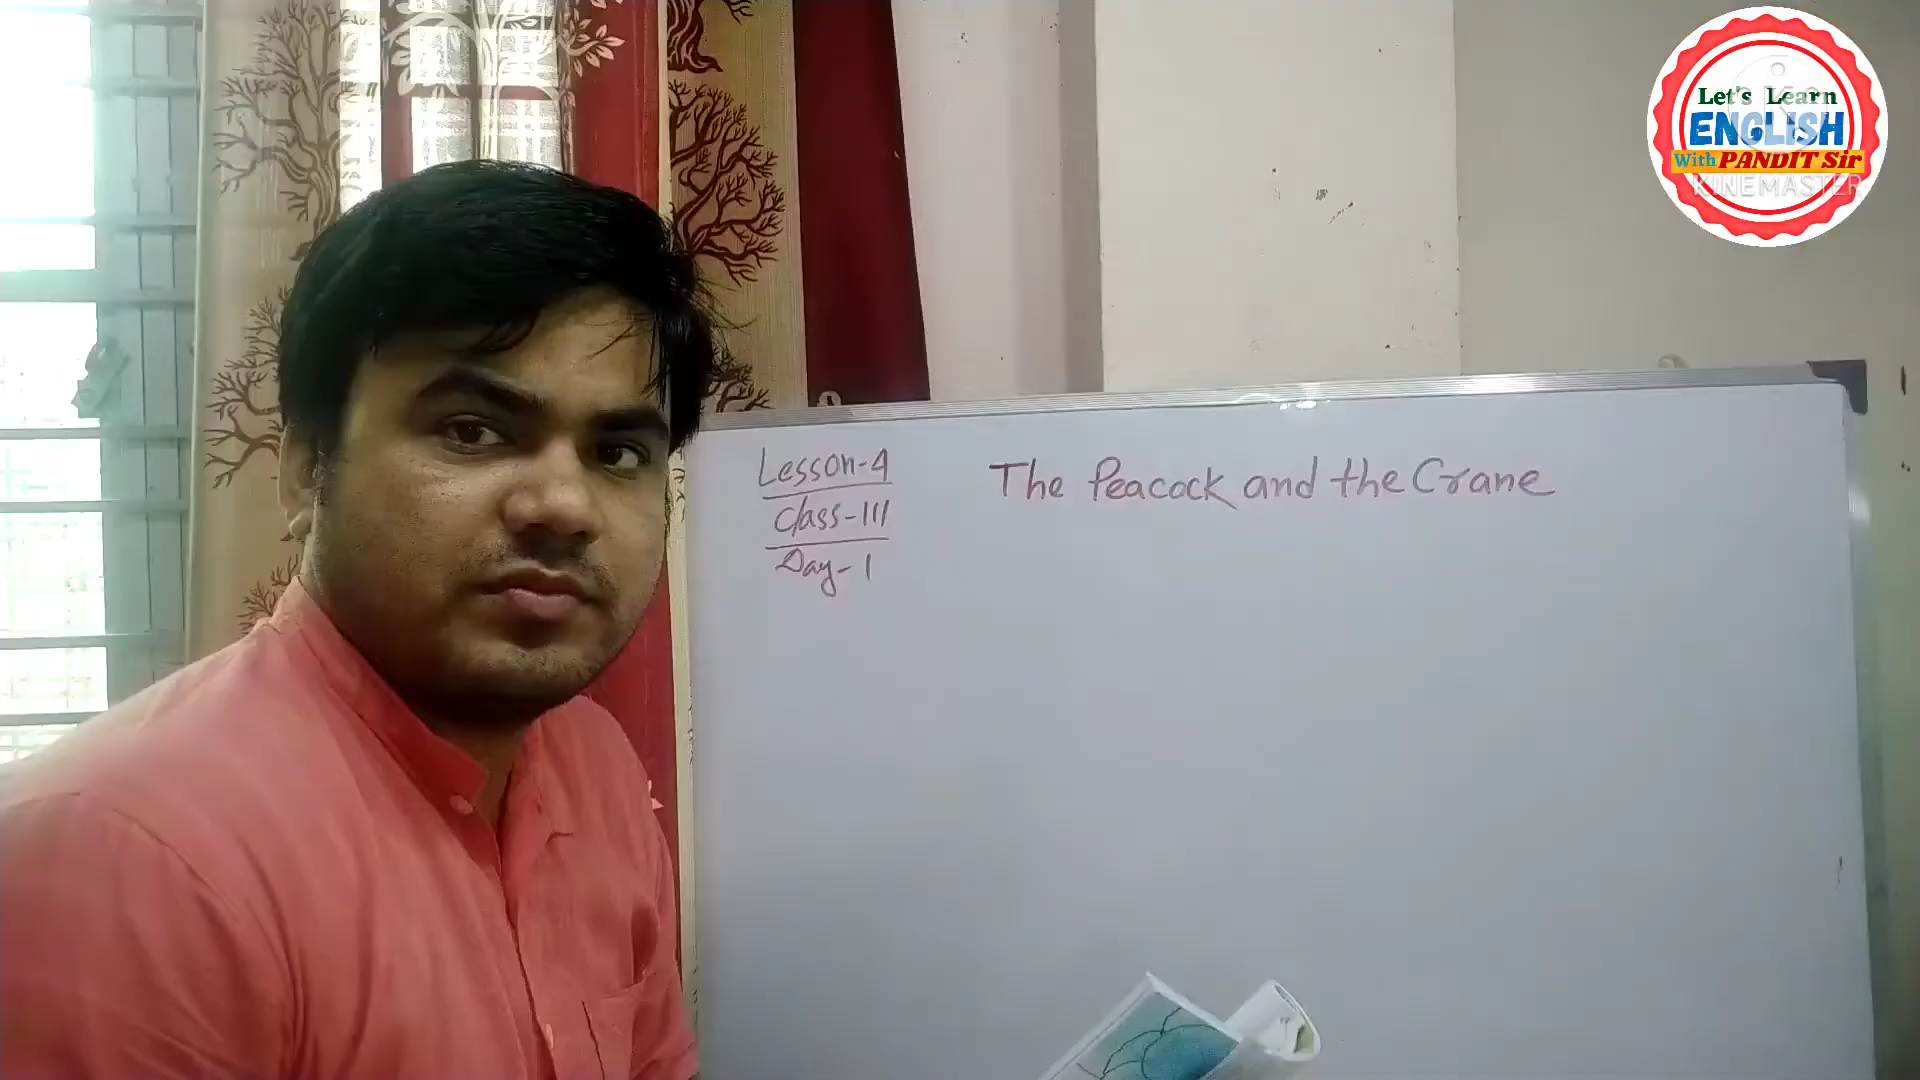 Let's Learn
ENGLISH
With PANDIT Sir
KINEMASTER
Lesson-4
Class-III
Day-1
The Peacock and the Crane